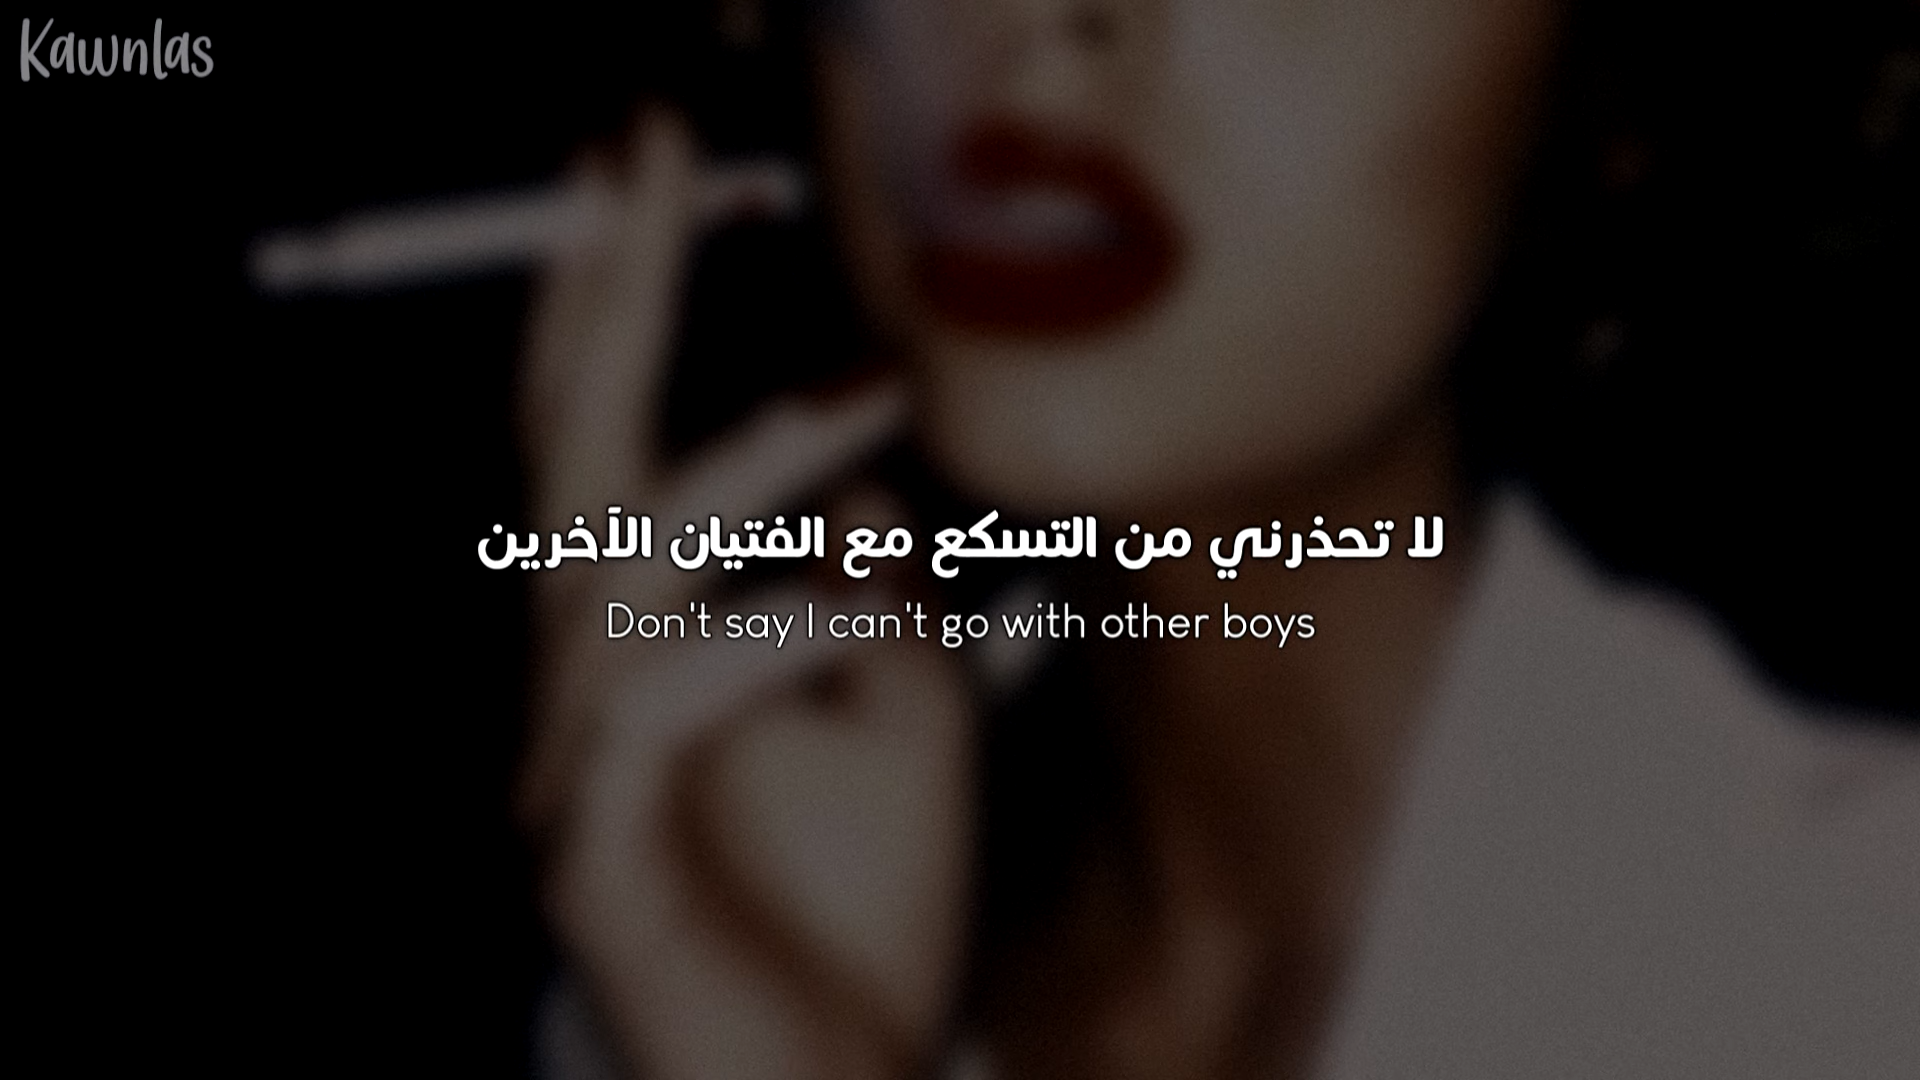 Kawnlas
لا تحذرني من التسكع مع الفتيان الآخرين
Don't say I can't go with other boys